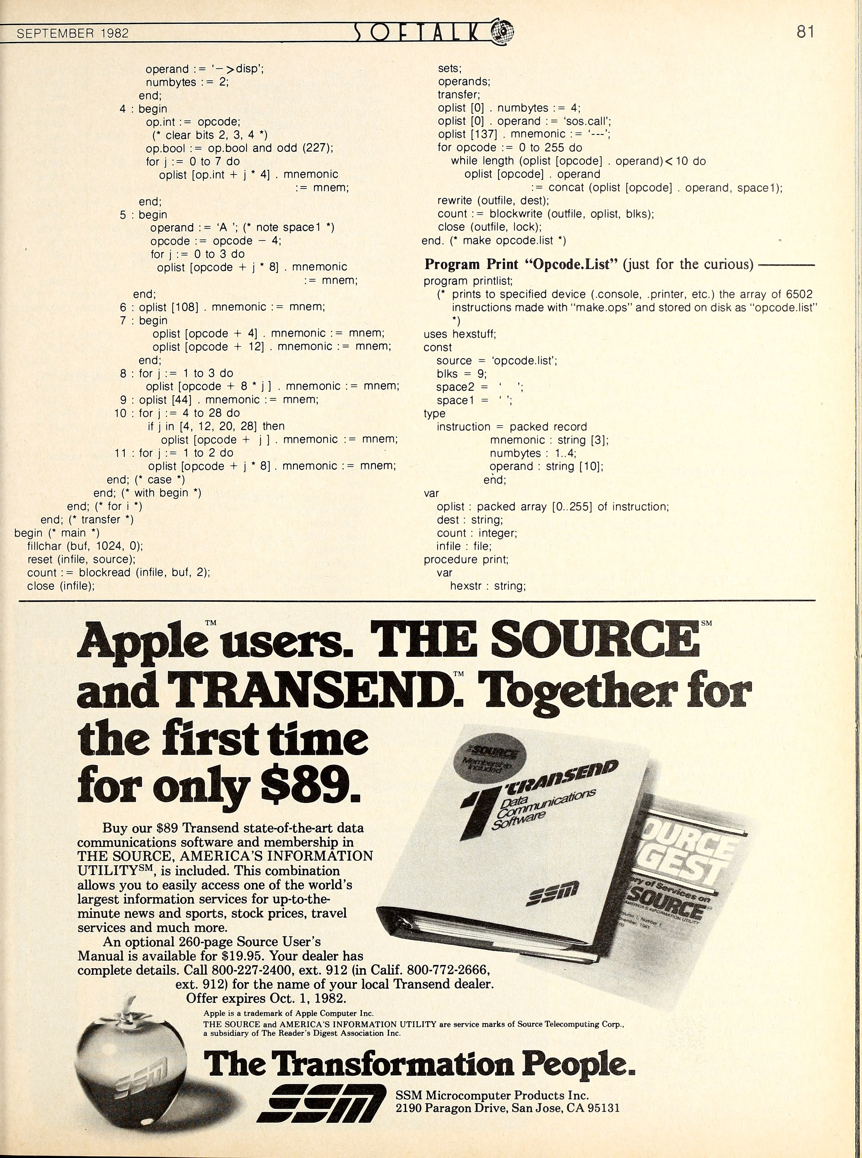 SEPTEMBER 1982
SOFTALK
81
operand := '->disp';
numbytes := 2;
end;
4 : begin
op.int := opcode;
(* clear bits 2, 3, 4 *)
op.bool := op.bool and odd (227);
for j := 0 to 7 do
oplist [op.int + j * 4] . mnemonic
:= mnem;
end;
5 : begin
operand := 'A '; (* note space1 *)
opcode := opcode - 4;
for j := 0 to 3 do
oplist [opcode + j * 8] . mnemonic
:= mnem;
end;
6 : oplist [108] . mnemonic := mnem;
7 : begin
oplist [opcode + 4] . mnemonic := mnem;
oplist [opcode + 12] . mnemonic := mnem;
end;
8 : for j := 1 to 3 do
oplist [opcode + 8 * j ] . mnemonic := mnem;
9 : oplist [44] . mnemonic := mnem;
10 : for j := 4 to 28 do
if j in [4, 12, 20, 28] then
oplist [opcode + j ] . mnemonic := mnem;
11 : for j := 1 to 2 do
oplist [opcode + j * 8] . mnemonic := mnem;
end; (* case *)
end; (* with begin *)
end; (* for i *)
end; (* transfer *)
begin (* main *)
fillchar (buf, 1024, 0);
reset (infile, source);
count := blockread (infile, buf, 2);
close (infile);
sets;
operands;
transfer;
oplist [0] . numbytes := 4;
oplist [0] . operand := 'sos.call';
oplist [137] . mnemonic := '---';
for opcode := 0 to 255 do
while length (oplist [opcode] . operand)< 10 do
oplist [opcode] . operand
:= concat (oplist [opcode] . operand, space1);
rewrite (outfile, dest);
count := blockwrite (outfile, oplist, blks);
close (outfile, lock);
end. (* make opcode.list *)
Program Print "Opcode.List" (just for the curious)
program printlist;
(* prints to specified device (.console, .printer, etc.) the array of 6502
instructions made with "make.ops" and stored on disk as "opcode.list"
*)
uses hexstuff;
const
source = 'opcode.list';
blks = 9;
space2 = '  ';
space1 = ' ';
type
instruction = packed record
mnemonic : string [3];
numbytes : 1..4;
operand : string [10];
end;
var
oplist : packed array [0..255] of instruction;
dest : string;
count : integer;
infile : file;
procedure print;
var
hexstr : string;
Apple™ users. THE SOURCE℠
and TRANSEND.™ Together for
the first time
for only $89.
Buy our $89 Transend state-of-the-art data
communications software and membership in
THE SOURCE, AMERICA'S INFORMATION
UTILITY℠, is included. This combination
allows you to easily access one of the world's
largest information services for up-to-the-
minute news and sports, stock prices, travel
services and much more.
An optional 260-page Source User's
Manual is available for $19.95. Your dealer has
complete details. Call 800-227-2400, ext. 912 (in Calif. 800-772-2666,
ext. 912) for the name of your local Transend dealer.
Offer expires Oct. 1, 1982.
THE SOURCE
Membership
Included
1 TRANSEND
Data
Communications
Software
SSM
OURCE
GEST
ry of Services on
SOURCE
AMERICA'S INFORMATION UTILITY
SSM
Apple is a trademark of Apple Computer Inc.
THE SOURCE and AMERICA'S INFORMATION UTILITY are service marks of Source Telecomputing Corp.,
a subsidiary of The Reader's Digest Association Inc.
The Transformation People.
SSM
SSM Microcomputer Products Inc.
2190 Paragon Drive, San Jose, CA 95131